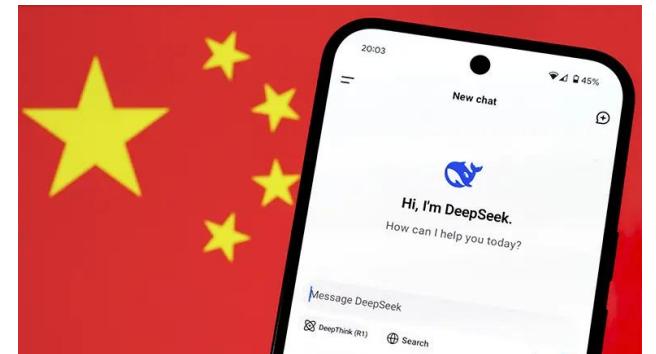 20:03
45%
New chat
Hi, I'm DeepSeek.
How can I help you today?
Message DeepSeek
DeepThink (R1)
Search